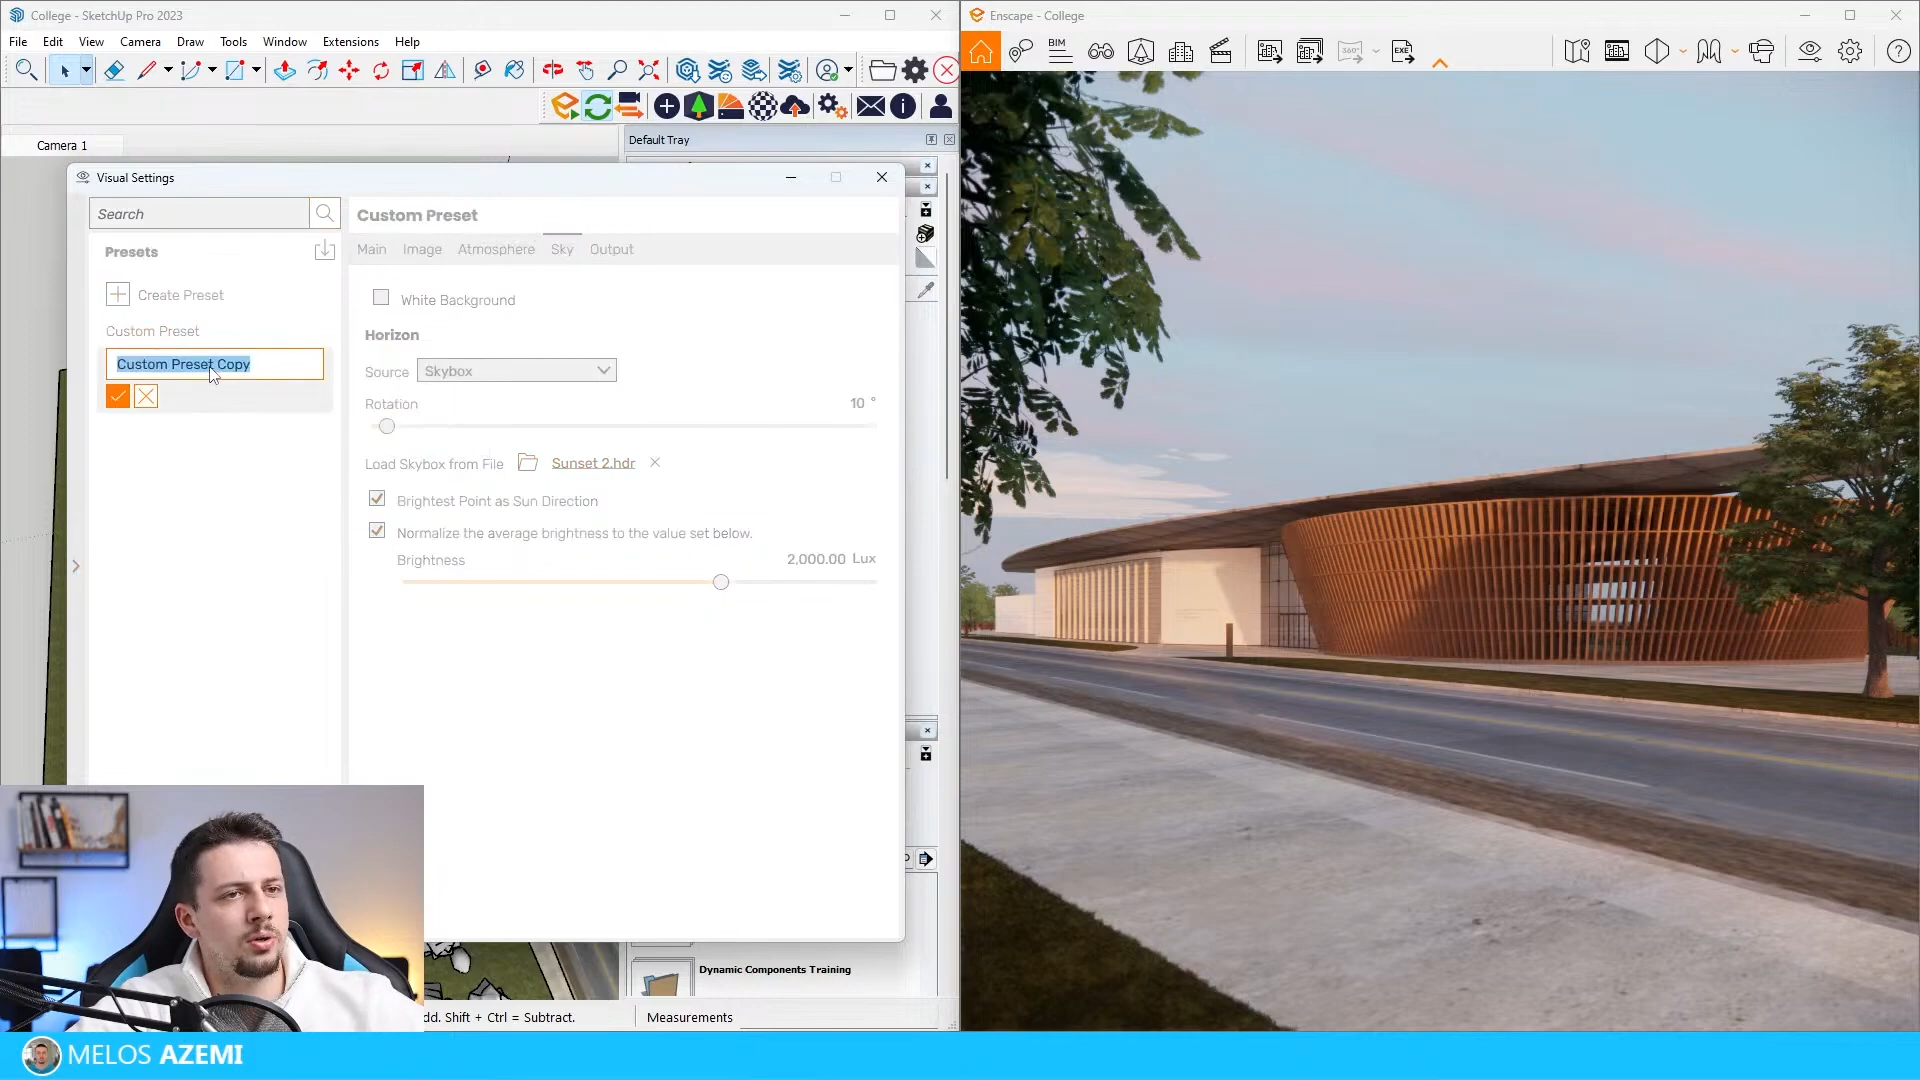 College - SketchUp Pro 2023
File Edit View Camera Draw Tools Window Extensions Help
Camera 1
Default Tray
Visual Settings
Search
Presets
Create Preset
Custom Preset
Custom Preset Copy
Custom Preset
Main Image Atmosphere Sky Output
White Background
Horizon
Source Skybox
Rotation 10 °
Load Skybox from File Sunset 2.hdr
Brightest Point as Sun Direction
Normalize the average brightness to the value set below.
Brightness 2,000.00 Lux
Dynamic Components Training
dd. Shift + Ctrl = Subtract.
Measurements
Enscape - College
BIM
360°
EXE
MELOS AZEMI